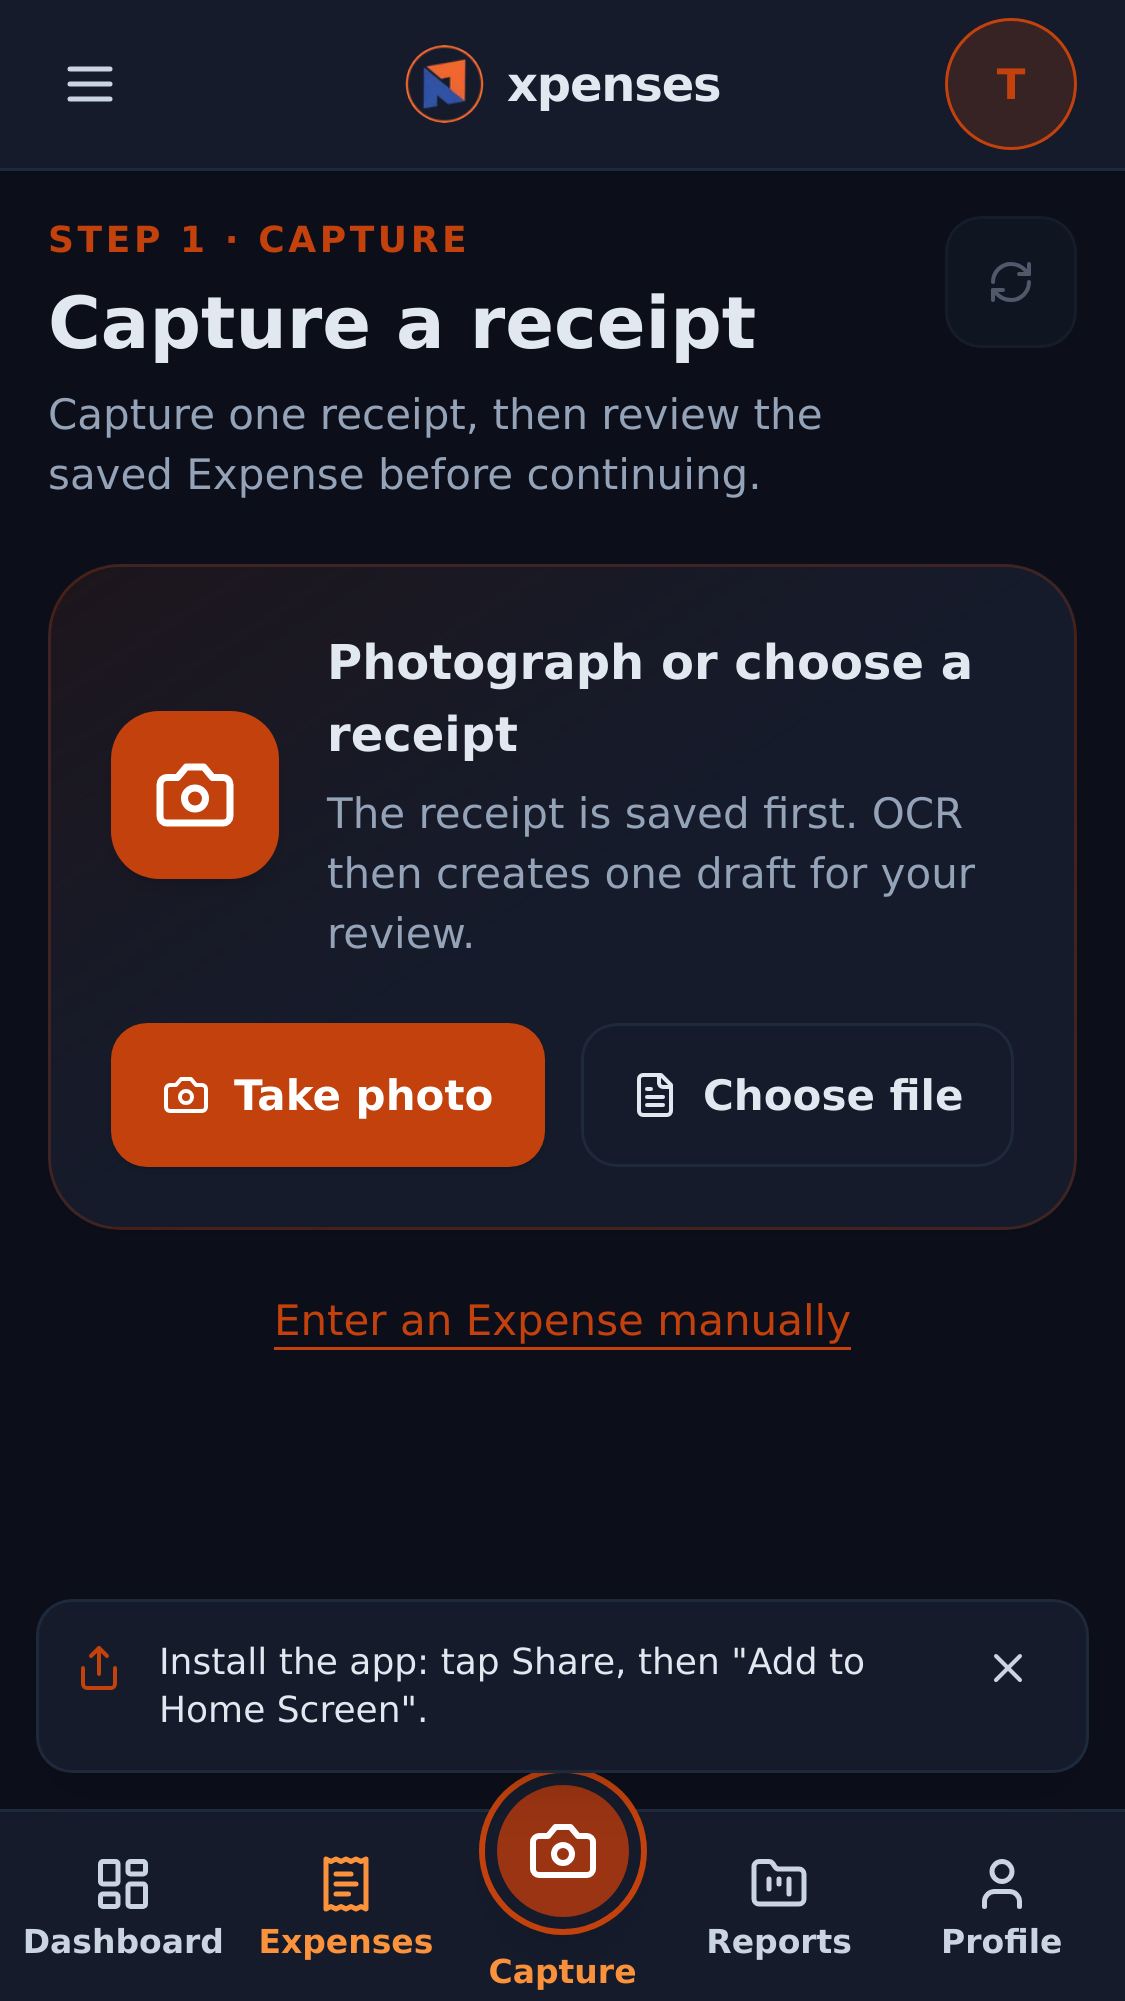 xpenses
T
STEP 1 · CAPTURE
Capture a receipt
Capture one receipt, then review the
saved Expense before continuing.
Photograph or choose a
receipt
The receipt is saved first. OCR
then creates one draft for your
review.
Take photo
Choose file
Enter an Expense manually
Install the app: tap Share, then "Add to
Home Screen".
Dashboard
Expenses
Capture
Reports
Profile